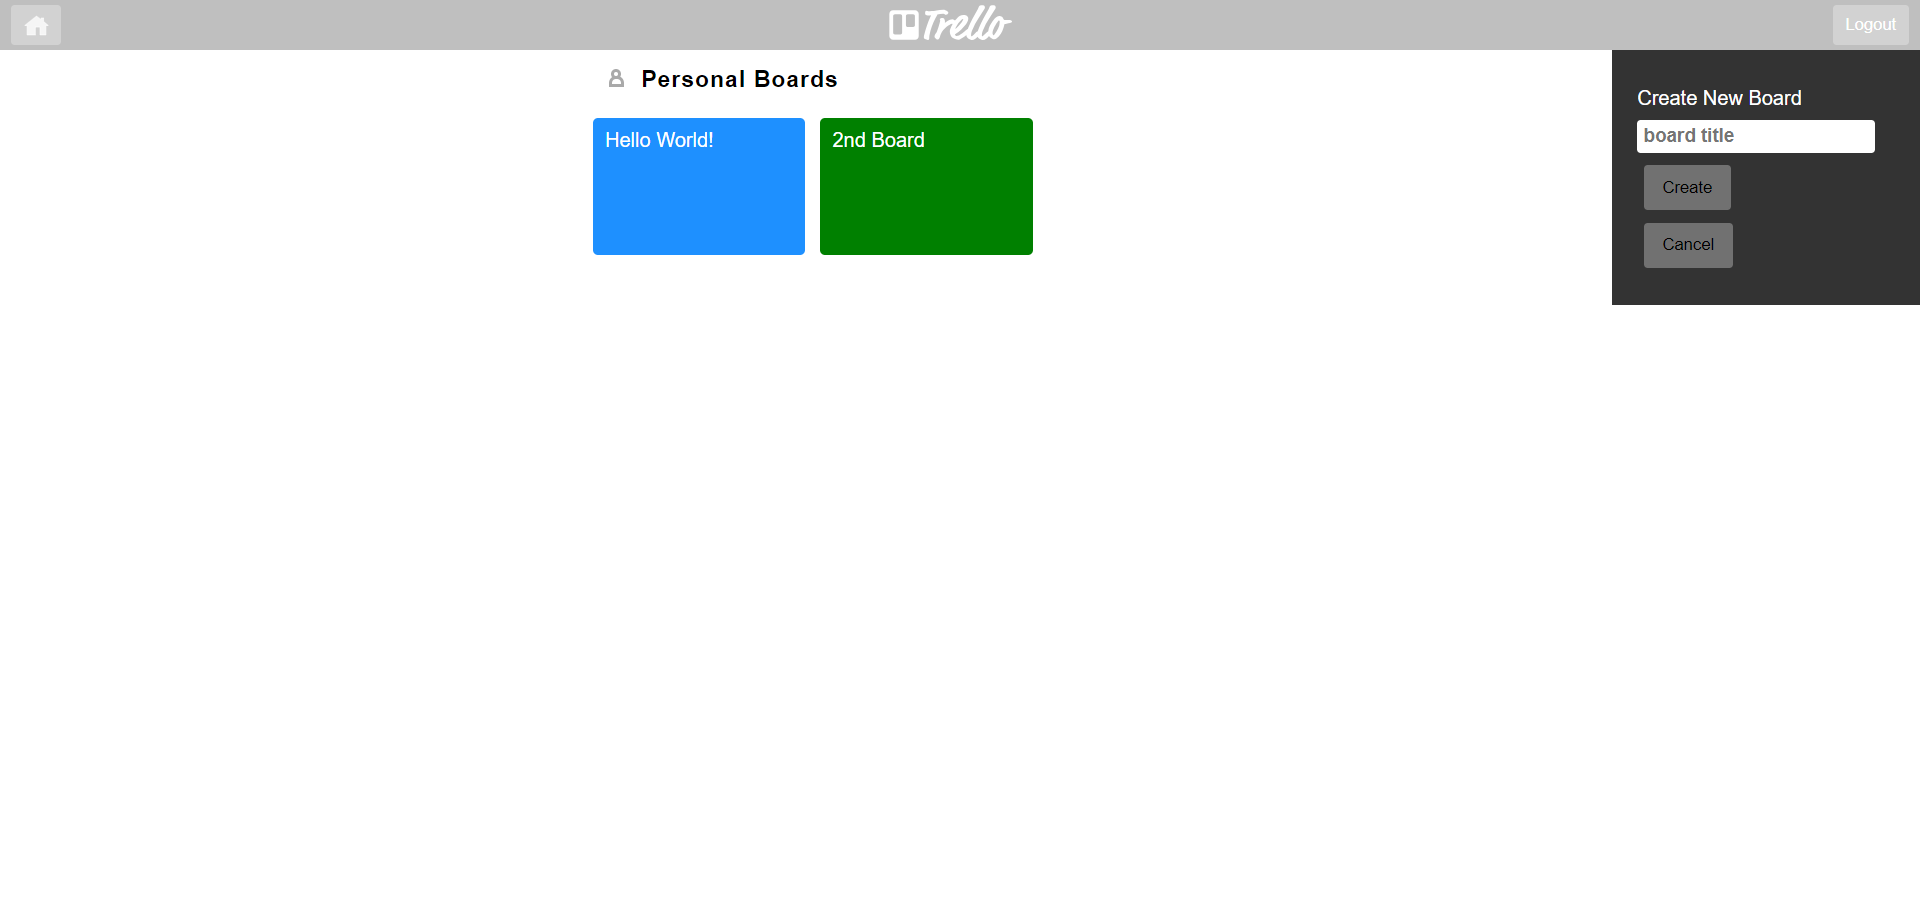 Trello
Logout
Personal Boards
Hello World!
2nd Board
Create New Board
board title
Create
Cancel